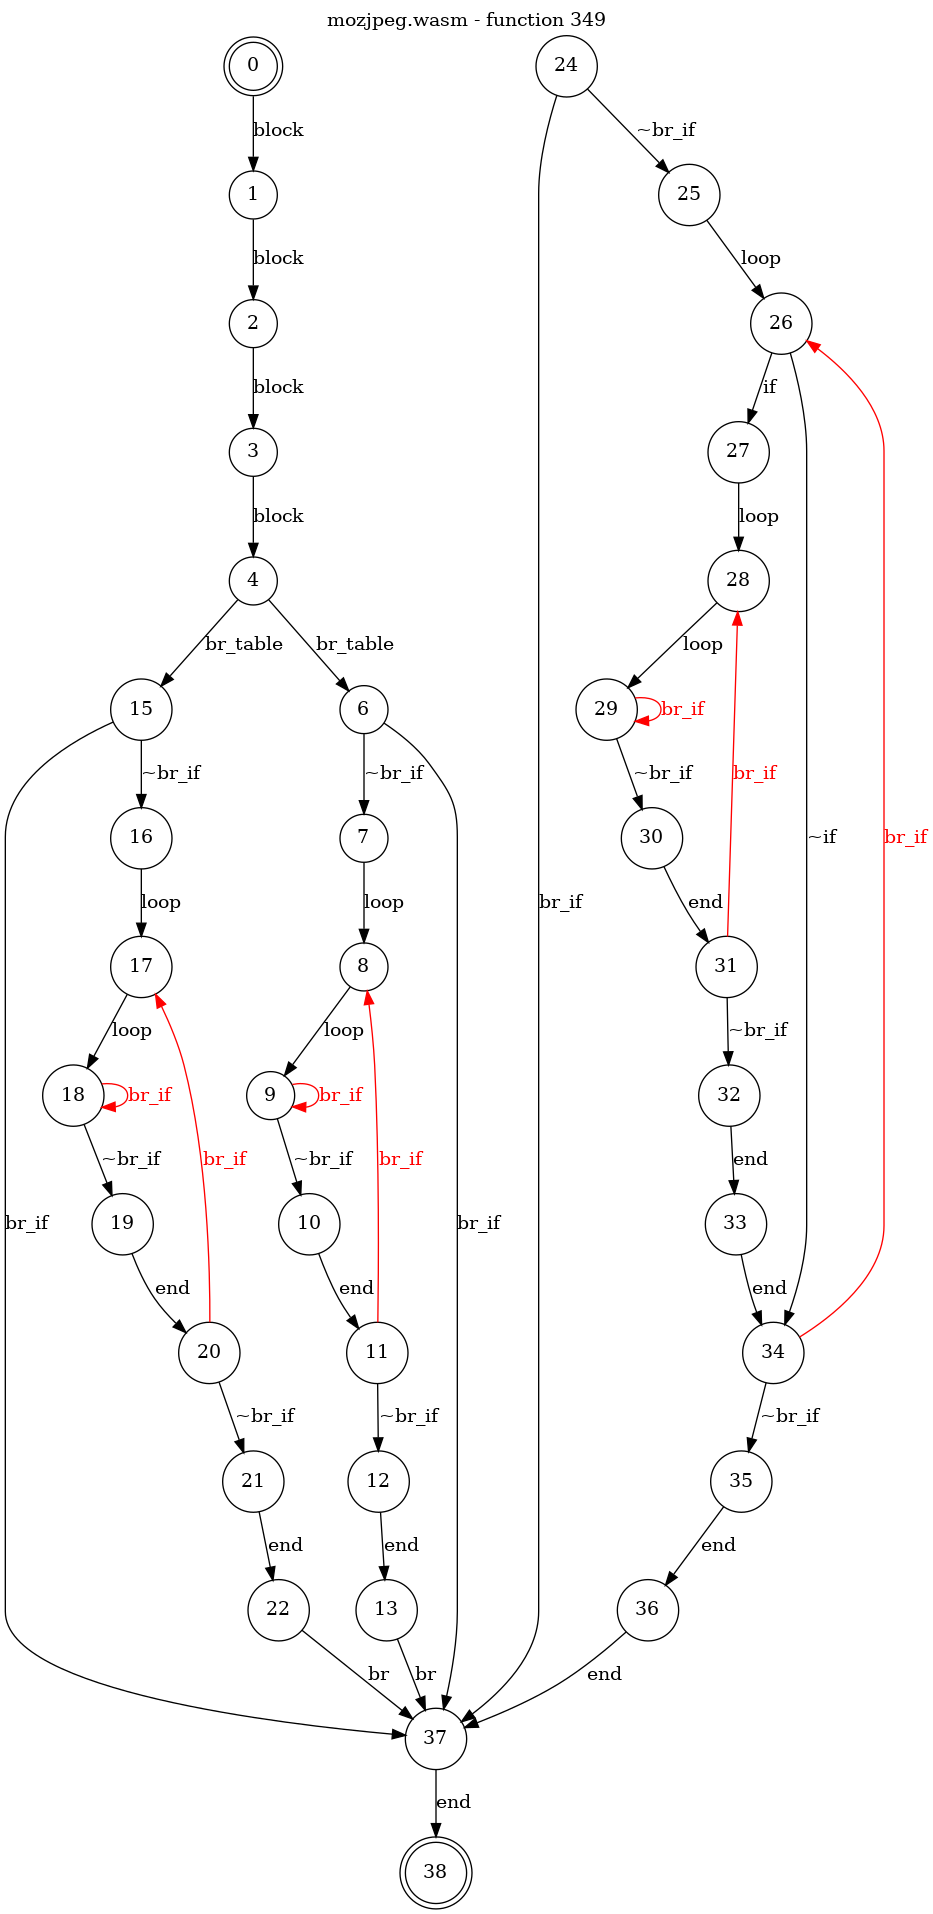 mozjpeg.wasm - function 349
0
24
block
~br_if
1
25
block
loop
2
26
block
if
3
27
block
loop
4
28
br_table
br_table
loop
15
6
29
br_if
~br_if
~br_if
~br_if
br_if
16
7
30
~if
br_if
loop
loop
br_if
end
17
8
31
loop
loop
~br_if
18
br_if
9
br_if
32
~br_if
br_if
~br_if
br_if
end
br_if
19
10
br_if
33
end
end
end
20
11
34
~br_if
~br_if
~br_if
21
12
35
end
end
end
22
13
36
br
br
end
37
end
38